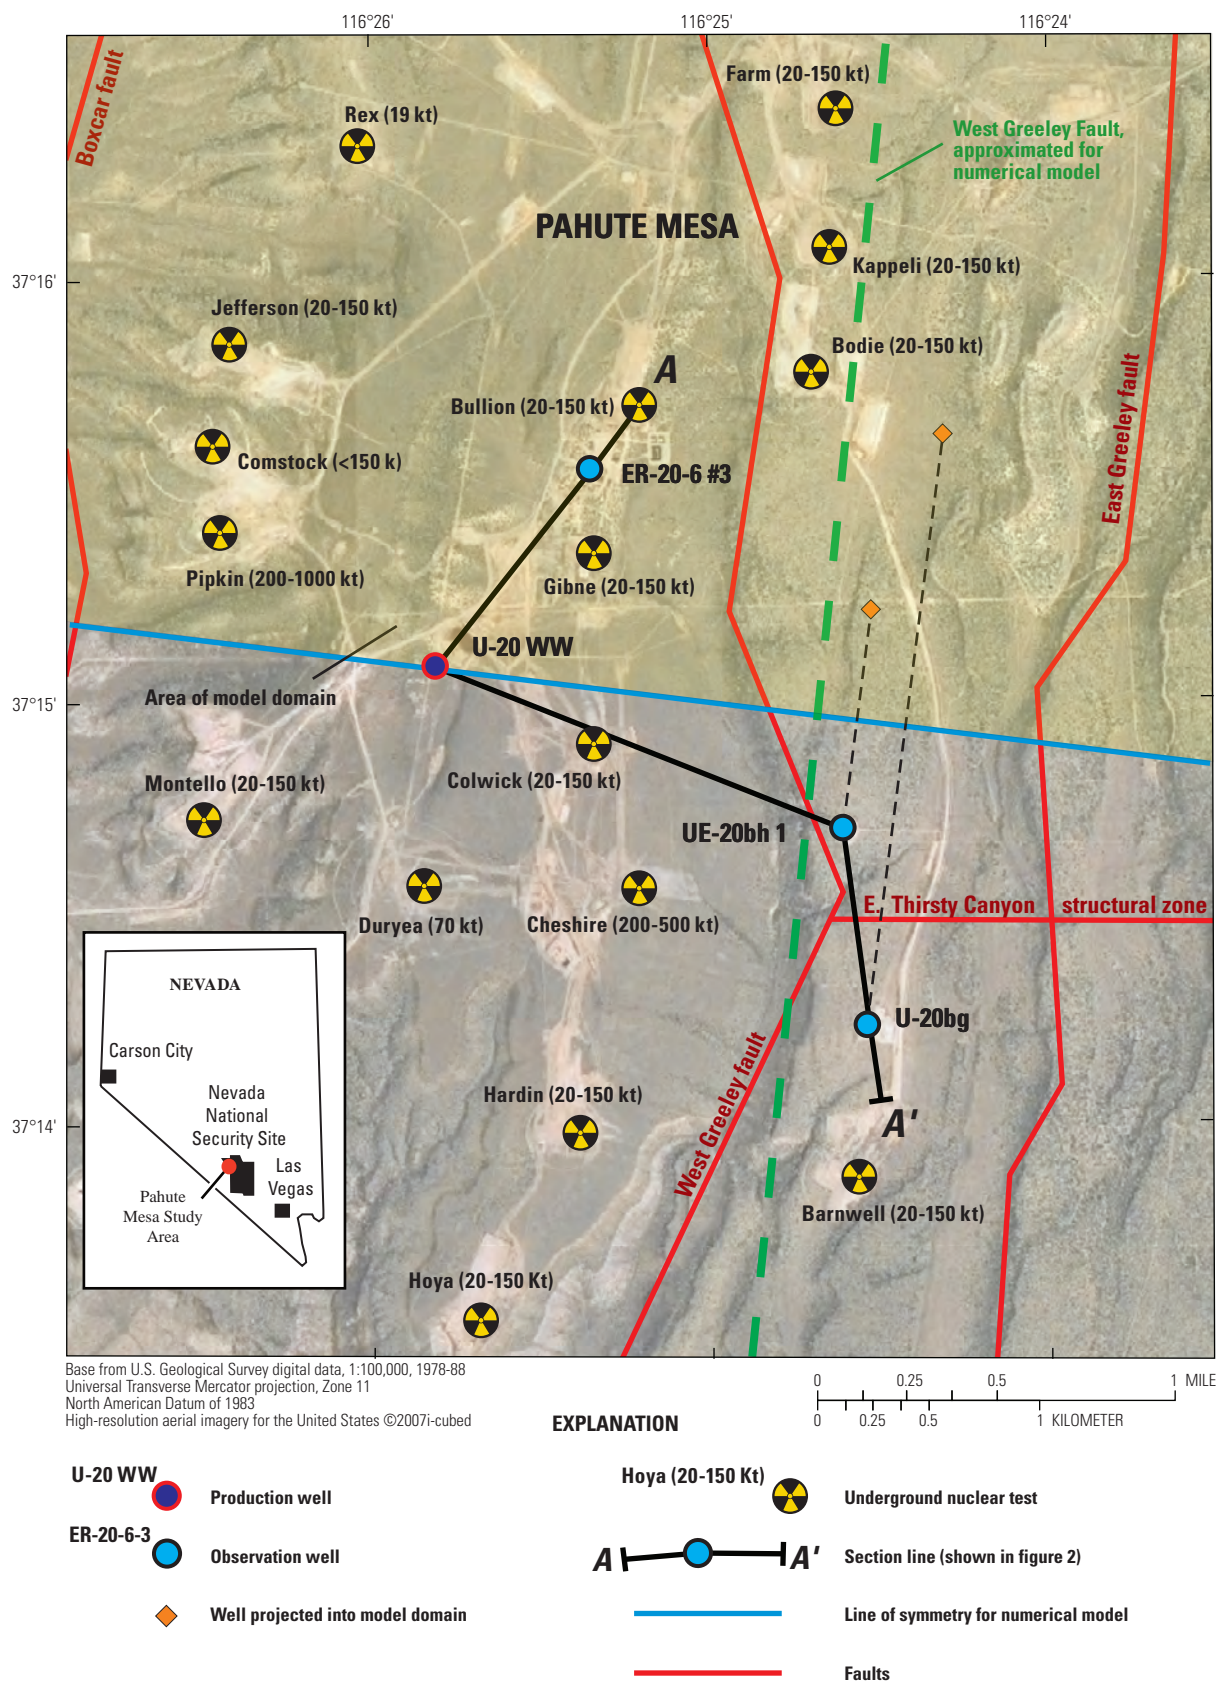 116°26'
116°25'
116°24'
Boxcar fault
Farm (20-150 kt)
Rex (19 kt)
West Greeley Fault,
approximated for
numerical model
PAHUTE MESA
Kappeli (20-150 kt)
37°16'
Jefferson (20-150 kt)
Bodie (20-150 kt)
A
Bullion (20-150 kt)
East Greeley fault
Comstock (<150 k)
ER-20-6 #3
Pipkin (200-1000 kt)
Gibne (20-150 kt)
U-20 WW
Area of model domain
37°15'
Montello (20-150 kt)
Colwick (20-150 kt)
UE-20bh 1
E. Thirsty Canyon structural zone
Duryea (70 kt)
Cheshire (200-500 kt)
U-20bg
NEVADA
Carson City
Nevada
National
Security Site
Las
Vegas
Pahute
Mesa Study
Area
Hardin (20-150 kt)
West Greeley fault
A'
37°14'
Barnwell (20-150 kt)
Hoya (20-150 Kt)
Base from U.S. Geological Survey digital data, 1:100,000, 1978-88
Universal Transverse Mercator projection, Zone 11
North American Datum of 1983
High-resolution aerial imagery for the United States ©2007i-cubed
0 0.25 0.5 1 MILE
0 0.25 0.5 1 KILOMETER
EXPLANATION
U-20 WW
Production well
ER-20-6-3
Observation well
Well projected into model domain
Hoya (20-150 Kt)
Underground nuclear test
A A'
Section line (shown in figure 2)
Line of symmetry for numerical model
Faults